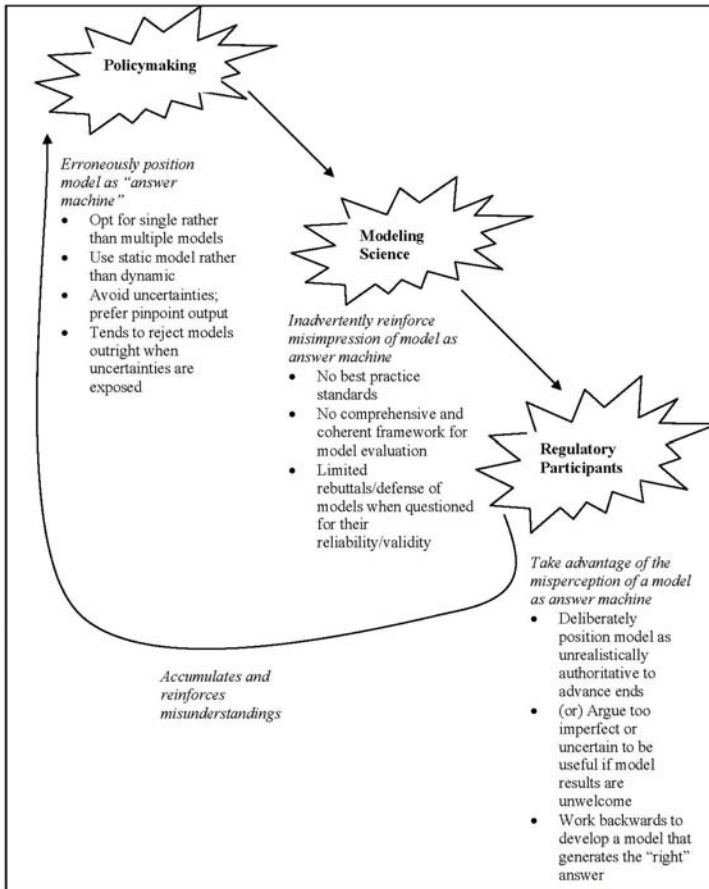 Policymaking
Erroneously position
model as “answer
machine”
• Opt for single rather
than multiple models
• Use static model rather
than dynamic
• Avoid uncertainties;
prefer pinpoint output
• Tends to reject models
outright when
uncertainties are
exposed
Modeling
Science
Inadvertently reinforce
misimpression of model as
answer machine
• No best practice
standards
• No comprehensive and
coherent framework for
model evaluation
• Limited
rebuttals/defense of
models when questioned
for their
reliability/validity
Regulatory
Participants
Take advantage of the
misperception of a model
as answer machine
• Deliberately
position model as
unrealistically
authoritative to
advance ends
• (or) Argue too
imperfect or
uncertain to be
useful if model
results are
unwelcome
• Work backwards to
develop a model that
generates the “right”
answer
Accumulates and
reinforces
misunderstandings